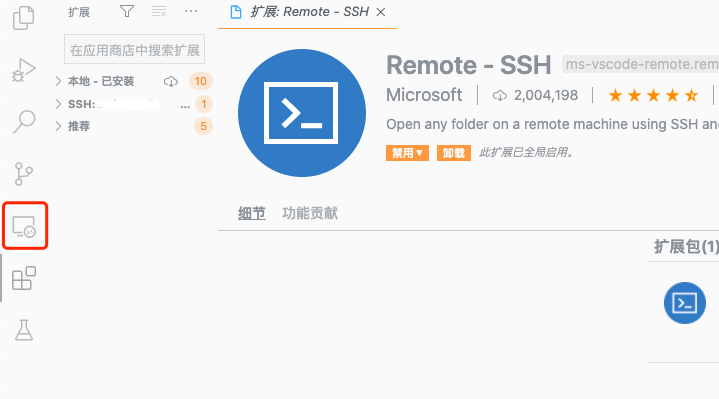 扩展
扩展: Remote - SSH
在应用商店中搜索扩展
本地 - 已安装 10
SSH: ... 1
推荐 5
Remote - SSH
ms-vscode-remote.rem
Microsoft 2,004,198
Open any folder on a remote machine using SSH and
禁用 卸载 此扩展已全局启用。
细节 功能贡献
扩展包(1)